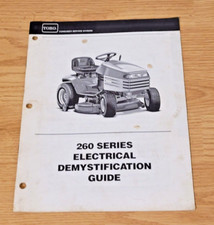 TORO
260 SERIES
ELECTRICAL
DEMYSTIFICATION
GUIDE